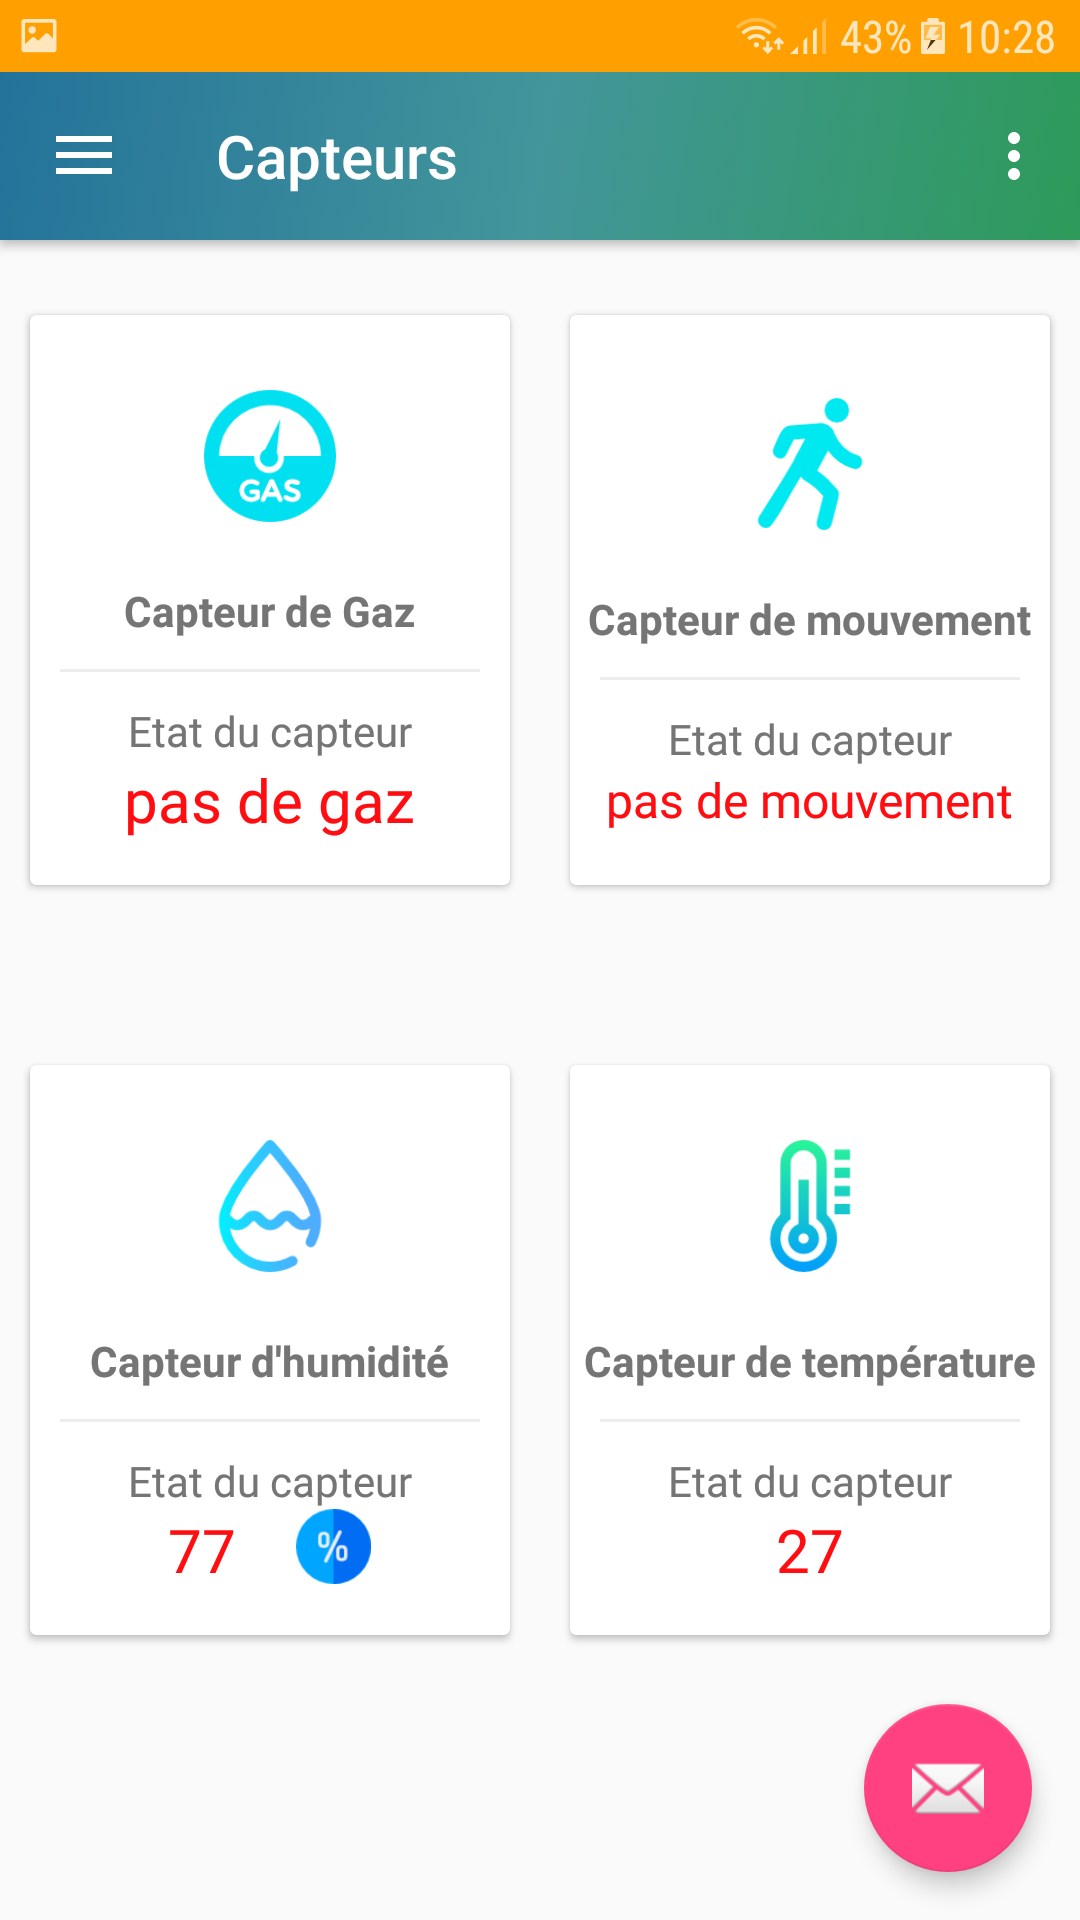 43% 10:28
Capteurs
GAS
Capteur de Gaz
Etat du capteur
pas de gaz
Capteur de mouvement
Etat du capteur
pas de mouvement
Capteur d'humidité
Etat du capteur
77 %
Capteur de température
Etat du capteur
27